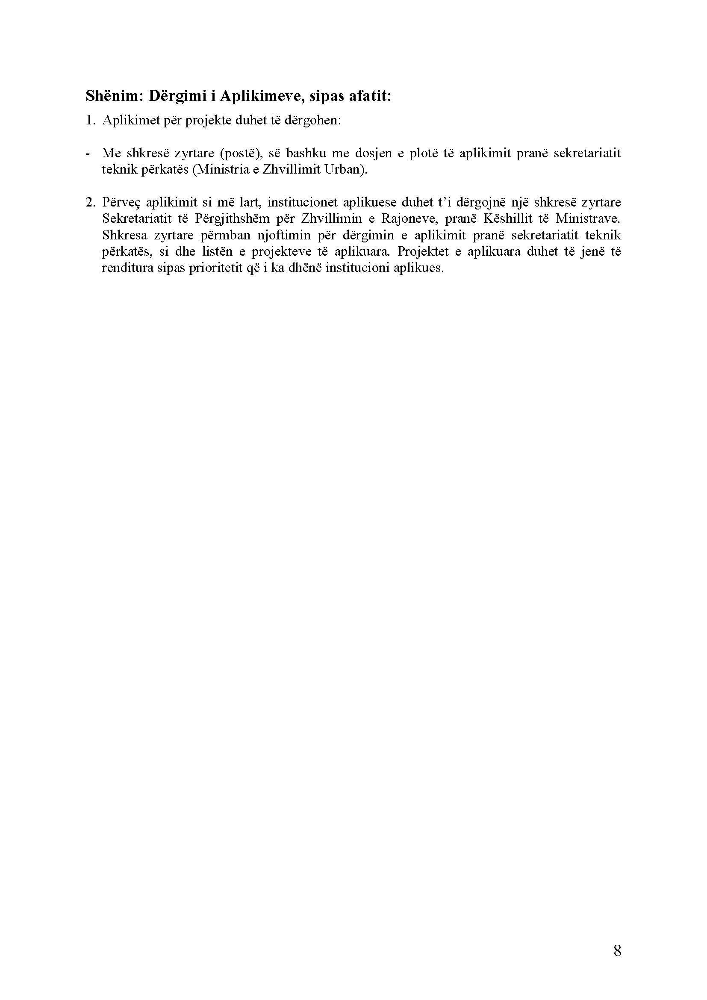 Shënim: Dërgimi i Aplikimeve, sipas afatit:
1. Aplikimet për projekte duhet të dërgohen:
- Me shkresë zyrtare (postë), së bashku me dosjen e plotë të aplikimit pranë sekretariatit
teknik përkatës (Ministria e Zhvillimit Urban).
2. Përveç aplikimit si më lart, institucionet aplikuese duhet t’i dërgojnë një shkresë zyrtare
Sekretariatit të Përgjithshëm për Zhvillimin e Rajoneve, pranë Këshillit të Ministrave.
Shkresa zyrtare përmban njoftimin për dërgimin e aplikimit pranë sekretariatit teknik
përkatës, si dhe listën e projekteve të aplikuara. Projektet e aplikuara duhet të jenë të
renditura sipas prioritetit që i ka dhënë institucioni aplikues.
8